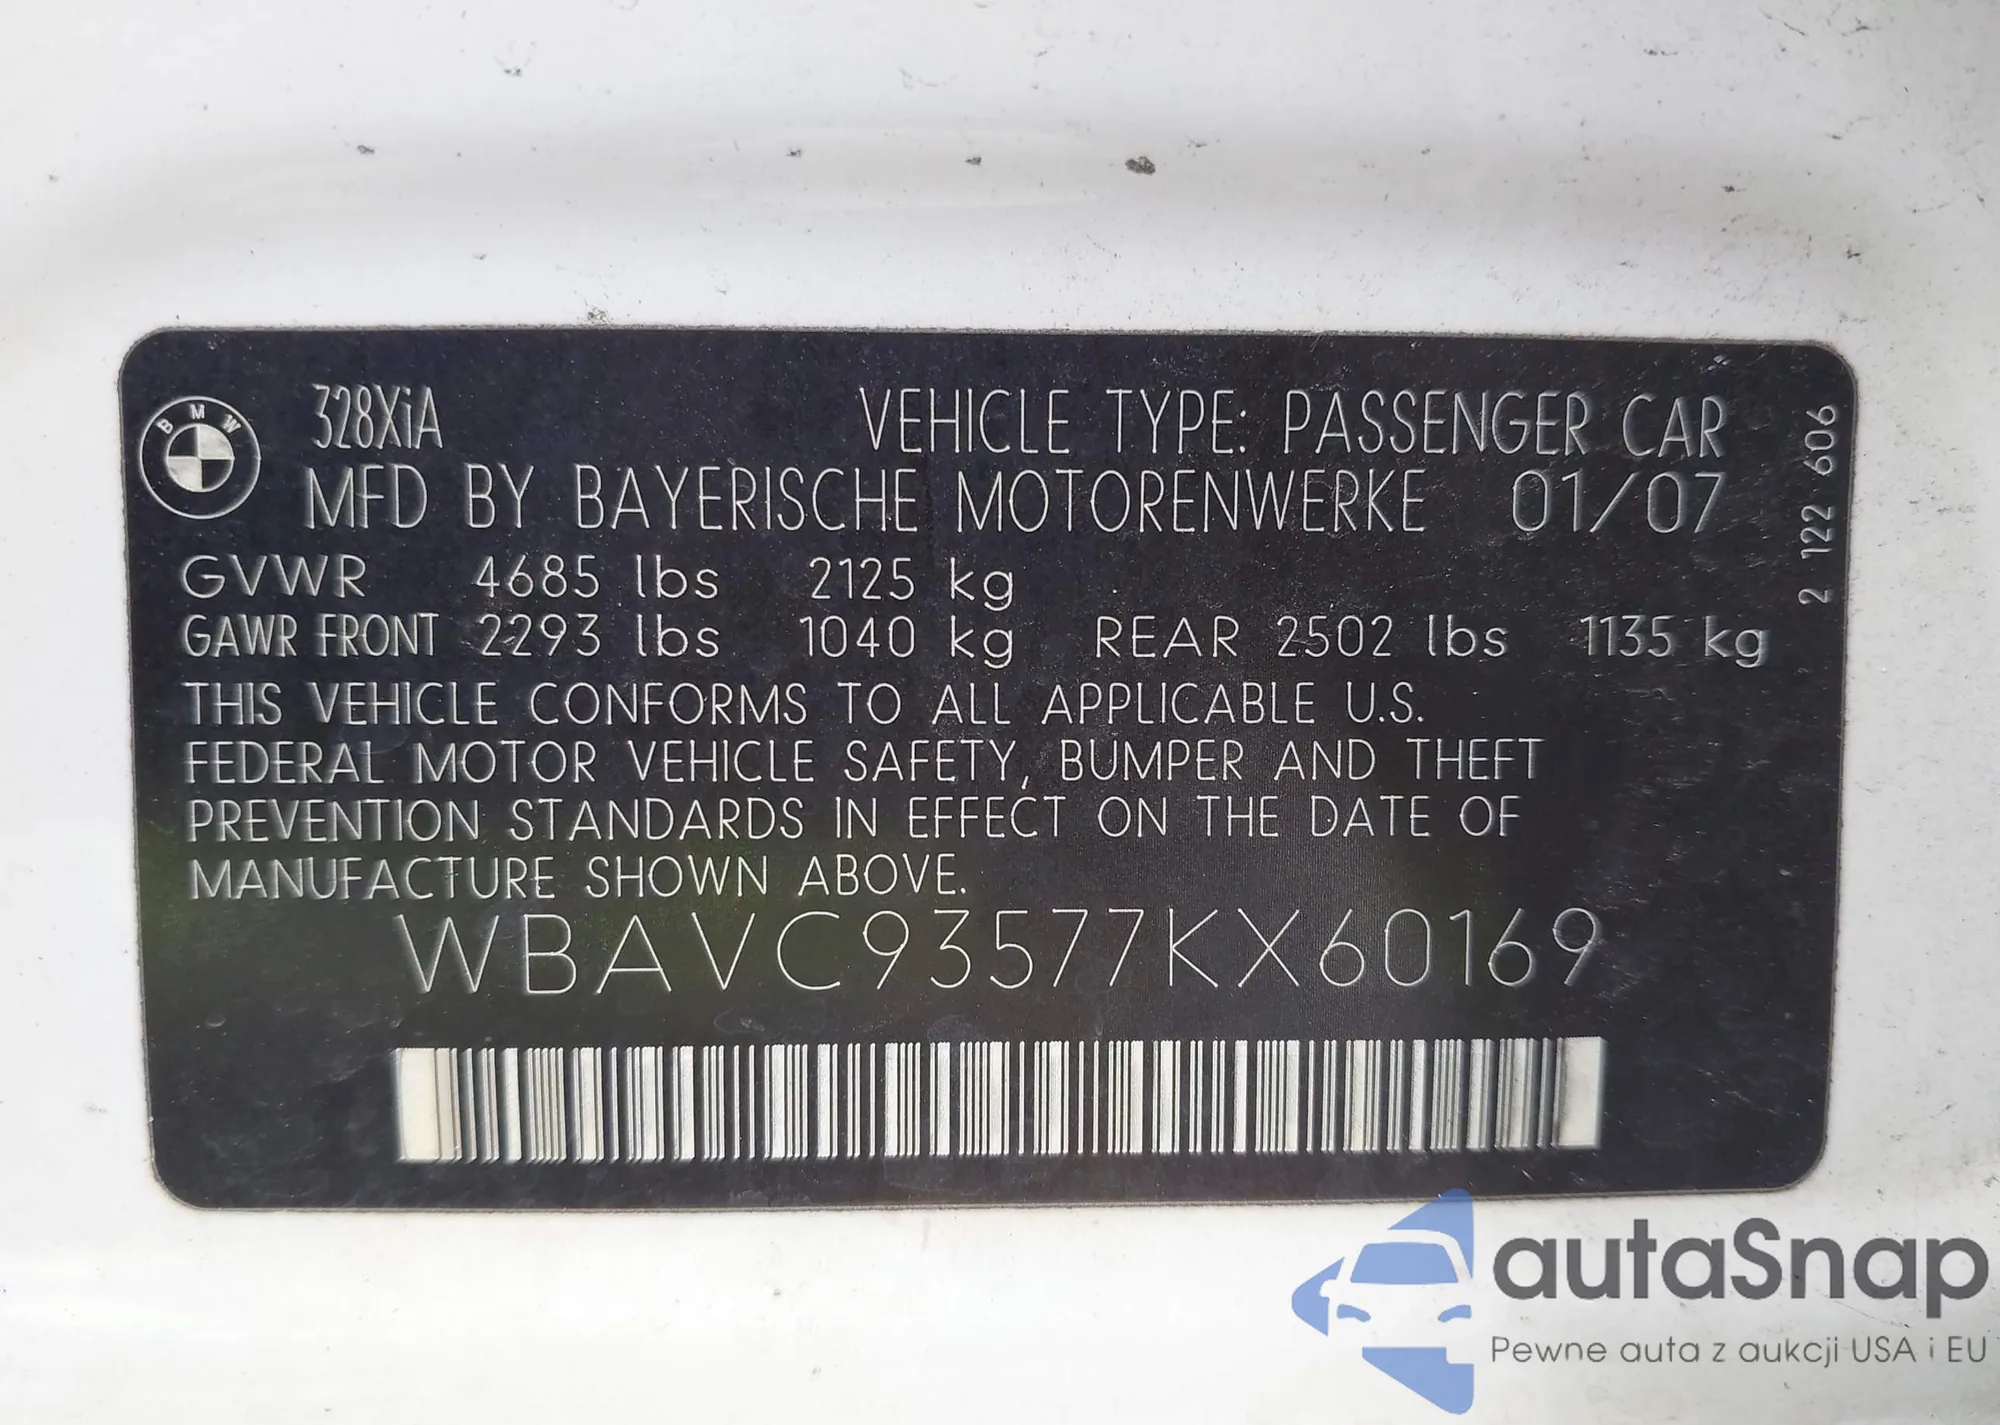 BMW
328XiA
VEHICLE TYPE: PASSENGER CAR
MFD BY BAYERISCHE MOTORENWERKE 01/07
GVWR 4685 lbs 2125 kg
GAWR FRONT 2293 lbs 1040 kg REAR 2502 lbs 1135 kg
THIS VEHICLE CONFORMS TO ALL APPLICABLE U.S.
FEDERAL MOTOR VEHICLE SAFETY, BUMPER AND THEFT
PREVENTION STANDARDS IN EFFECT ON THE DATE OF
MANUFACTURE SHOWN ABOVE.
WBAVC93577KX60169
2 122 606
autaSnap
Pewne auta z aukcji USA i EU